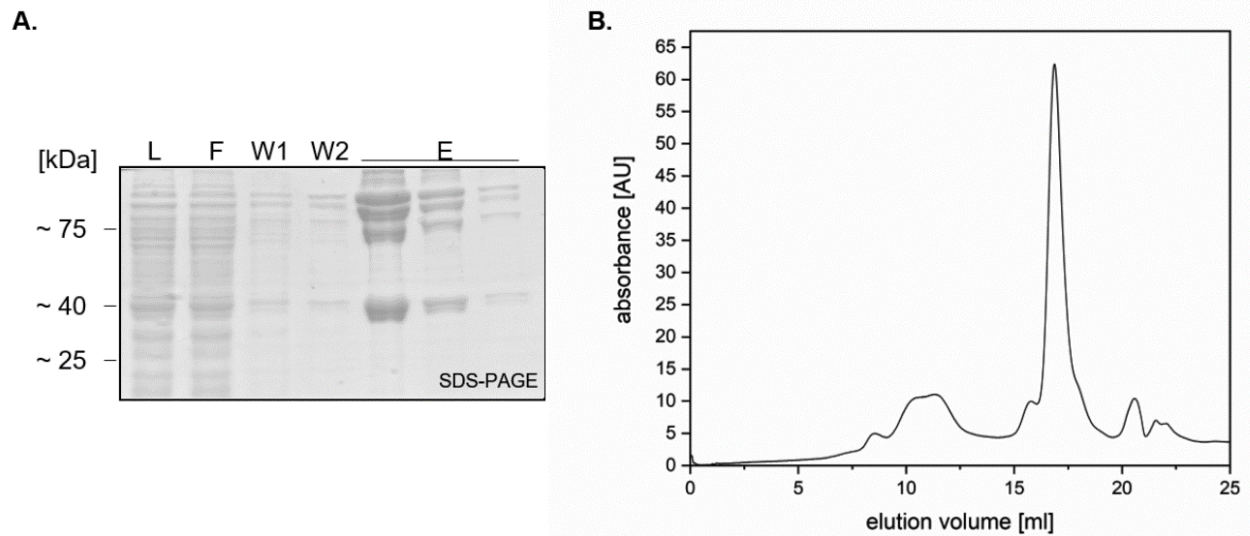 A.
[kDa] L F W1 W2 E
~ 75
~ 40
~ 25
SDS-PAGE
B.
65
60
55
50
45
40
35
30
25
20
15
10
5
0
absorbance [AU]
0 5 10 15 20 25
elution volume [ml]